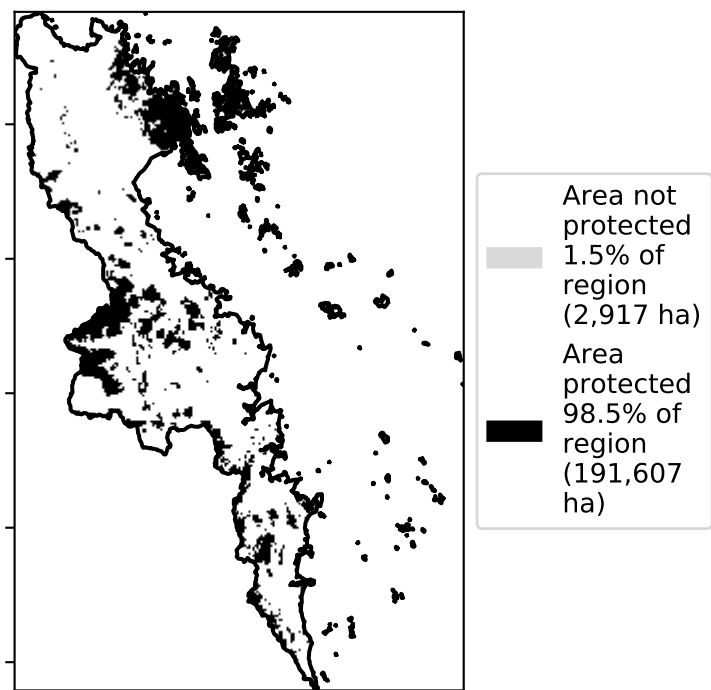 Area not
protected
1.5% of
region
(2,917 ha)
Area
protected
98.5% of
region
(191,607
ha)